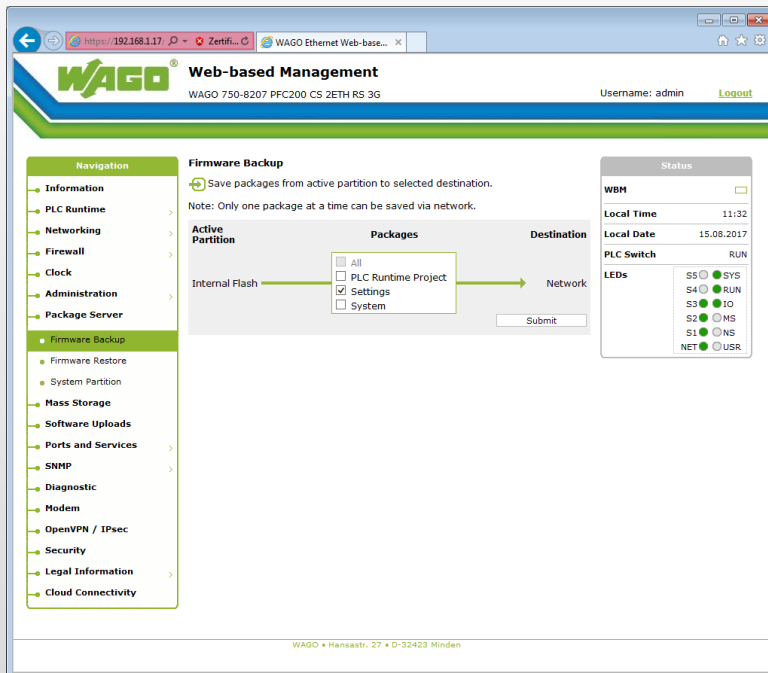 https://192.168.1.17: Zertifi... WAGO Ethernet Web-base...
WAGO®
Web-based Management
WAGO 750-8207 PFC200 CS 2ETH RS 3G
Username: admin Logout
Navigation
Information
PLC Runtime
Networking
Firewall
Clock
Administration
Package Server
Firmware Backup
Firmware Restore
System Partition
Mass Storage
Software Uploads
Ports and Services
SNMP
Diagnostic
Modem
OpenVPN / IPsec
Security
Legal Information
Cloud Connectivity
Firmware Backup
Save packages from active partition to selected destination.
Note: Only one package at a time can be saved via network.
Active
Partition
Packages
Destination
Internal Flash
All
PLC Runtime Project
Settings
System
Network
Submit
Status
WBM
Local Time 11:32
Local Date 15.08.2017
PLC Switch RUN
LEDs
S5 SYS
S4 RUN
S3 IO
S2 MS
S1 NS
NET USR
WAGO • Hansastr. 27 • D-32423 Minden